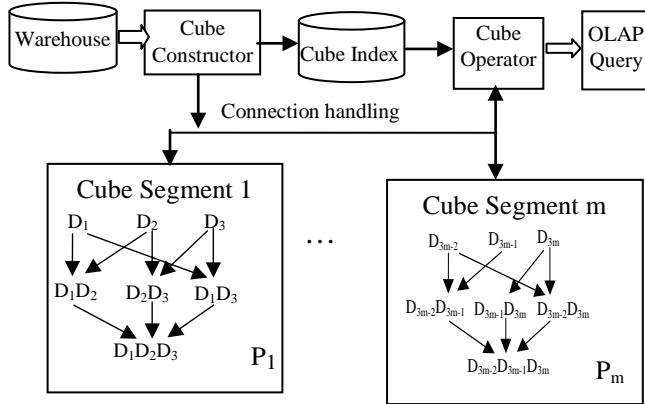 Warehouse
Cube
Constructor
Cube Index
Cube
Operator
OLAP
Query
Connection handling
Cube Segment 1
D₁ D₂ D₃
D₁D₂ D₂D₃ D₁D₃
D₁D₂D₃
P₁
...
Cube Segment m
D₃ₘ₋₂ D₃ₘ₋₁ D₃ₘ
D₃ₘ₋₂D₃ₘ₋₁ D₃ₘ₋₁D₃ₘ D₃ₘ₋₂D₃ₘ
D₃ₘ₋₂D₃ₘ₋₁D₃ₘ
Pₘ